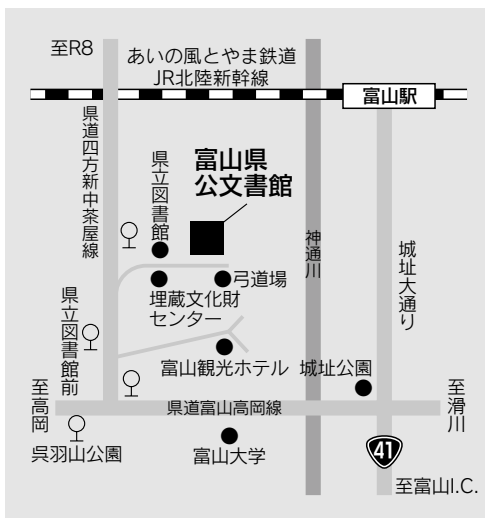 至R8
あいの風とやま鉄道
JR北陸新幹線
富山駅
県道四方新中茶屋線
県立図書館
富山県
公文書館
神通川
城址大通り
弓道場
埋蔵文化財
センター
県立図書館前
富山観光ホテル
城址公園
至高岡
県道富山高岡線
至滑川
呉羽山公園
富山大学
41
至富山I.C.